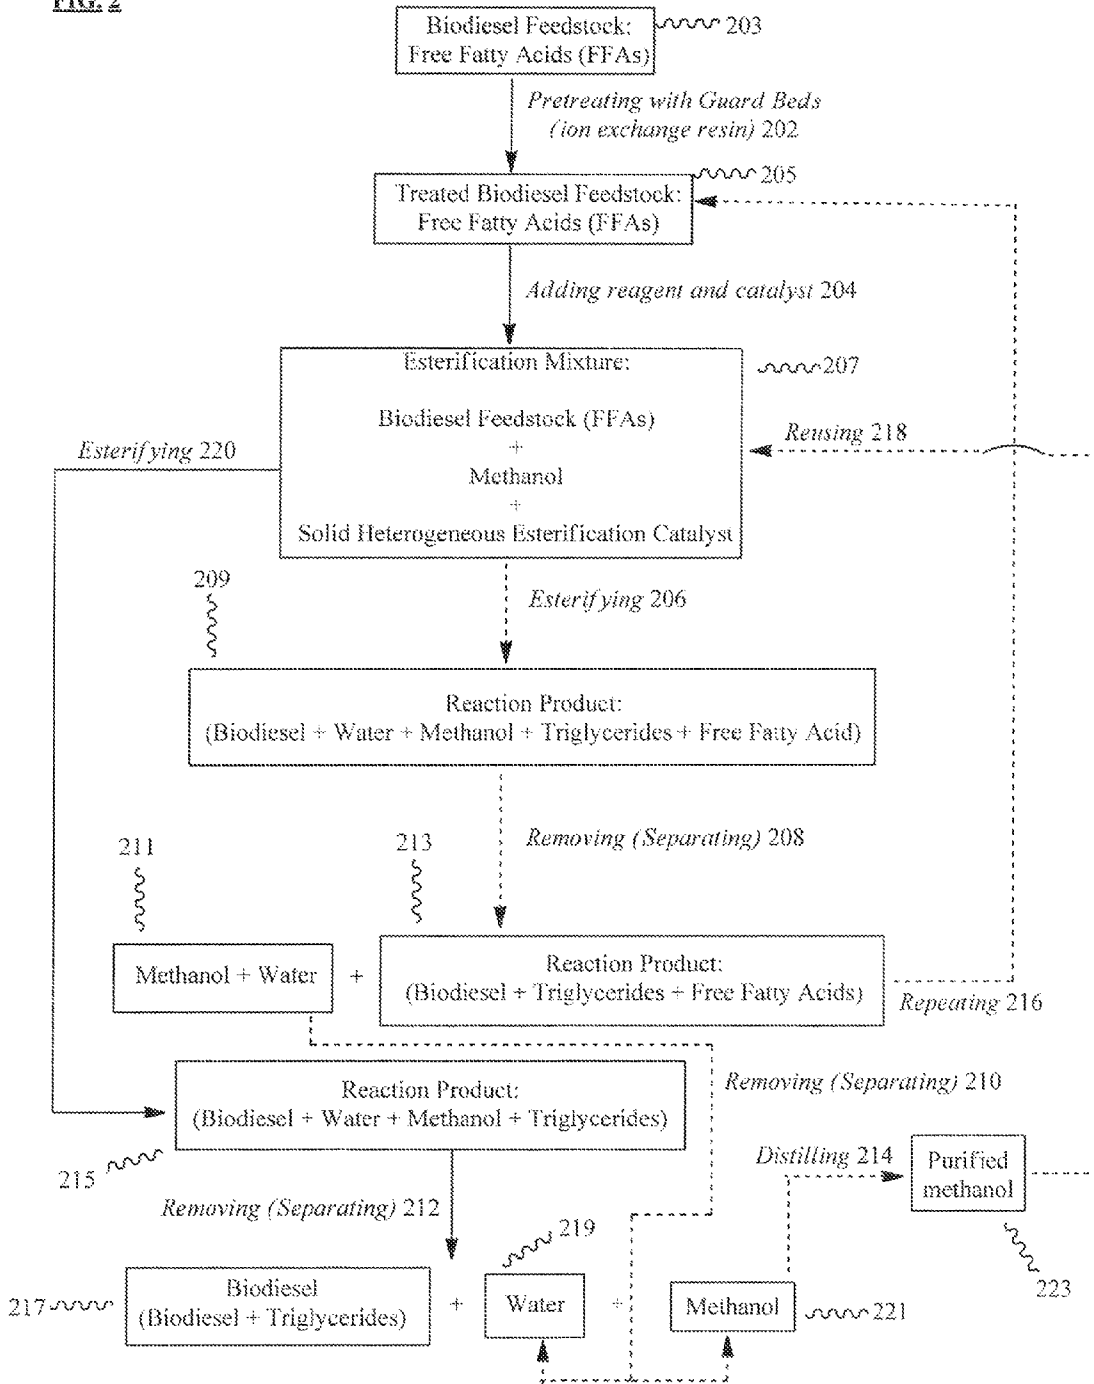 FIG. 2
Biodiesel Feedstock:
Free Fatty Acids (FFAs)
203
Pretreating with Guard Beds
(ion exchange resin) 202
205
Treated Biodiesel Feedstock:
Free Fatty Acids (FFAs)
Adding reagent and catalyst 204
Esterification Mixture:
207
Biodiesel Feedstock (FFAs)
+
Methanol
+
Solid Heterogeneous Esterification Catalyst
Reusing 218
Esterifying 220
209
Esterifying 206
Reaction Product:
(Biodiesel + Water + Methanol + Triglycerides + Free Fatty Acid)
Removing (Separating) 208
211
213
Methanol + Water
+
Reaction Product:
(Biodiesel + Triglycerides + Free Fatty Acids)
Repeating 216
Removing (Separating) 210
Reaction Product:
(Biodiesel + Water + Methanol + Triglycerides)
215
Distilling 214
Purified
methanol
Removing (Separating) 212
219
223
217
Biodiesel
(Biodiesel + Triglycerides)
+
Water
+
Methanol
221